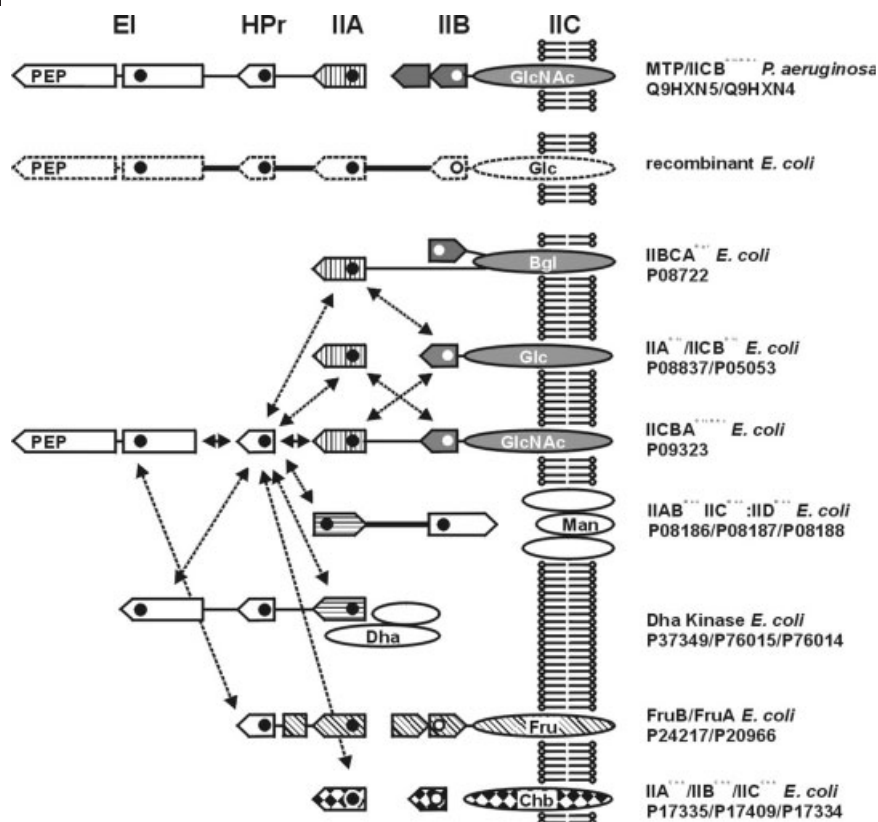 EI HPr IIA IIB IIC
PEP GlcNAc MTP/IICB P. aeruginosa
Q9HXN5/Q9HXN4
PEP Glc recombinant E. coli
Bgl IIBCA E. coli
P08722
Glc IIA /IICB E. coli
P08837/P05053
PEP GlcNAc IICBA E. coli
P09323
Man IIAB IIC :IID E. coli
P08186/P08187/P08188
Dha Dha Kinase E. coli
P37349/P76015/P76014
Fru FruB/FruA E. coli
P24217/P20966
Chb IIA /IIB /IIC E. coli
P17335/P17409/P17334